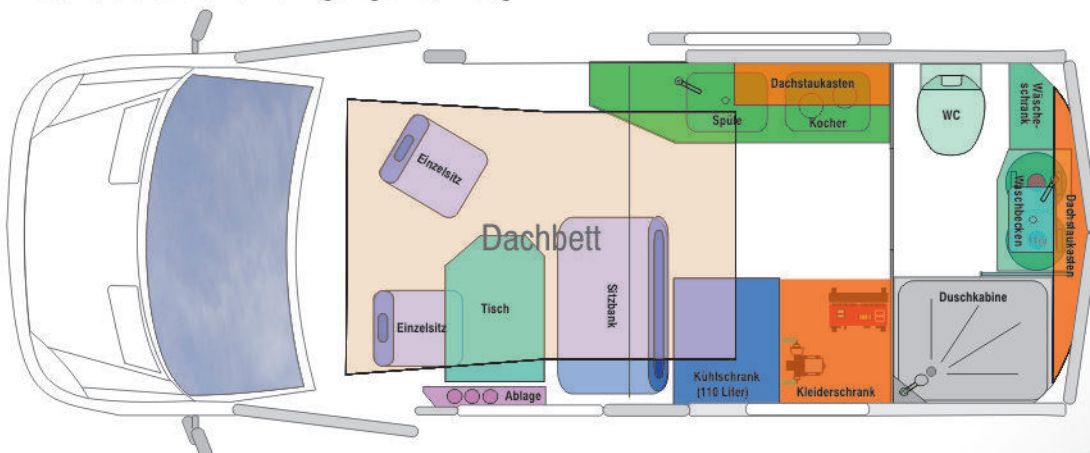 Dachstaukasten
Spüle
Kocher
WC
Wäsche-
schrank
Einzelsitz
Waschbecken
Dachstaukasten
Dachbett
Sitzbank
Tisch
Einzelsitz
Duschkabine
Kühlschrank
(110 Liter)
Kleiderschrank
Ablage